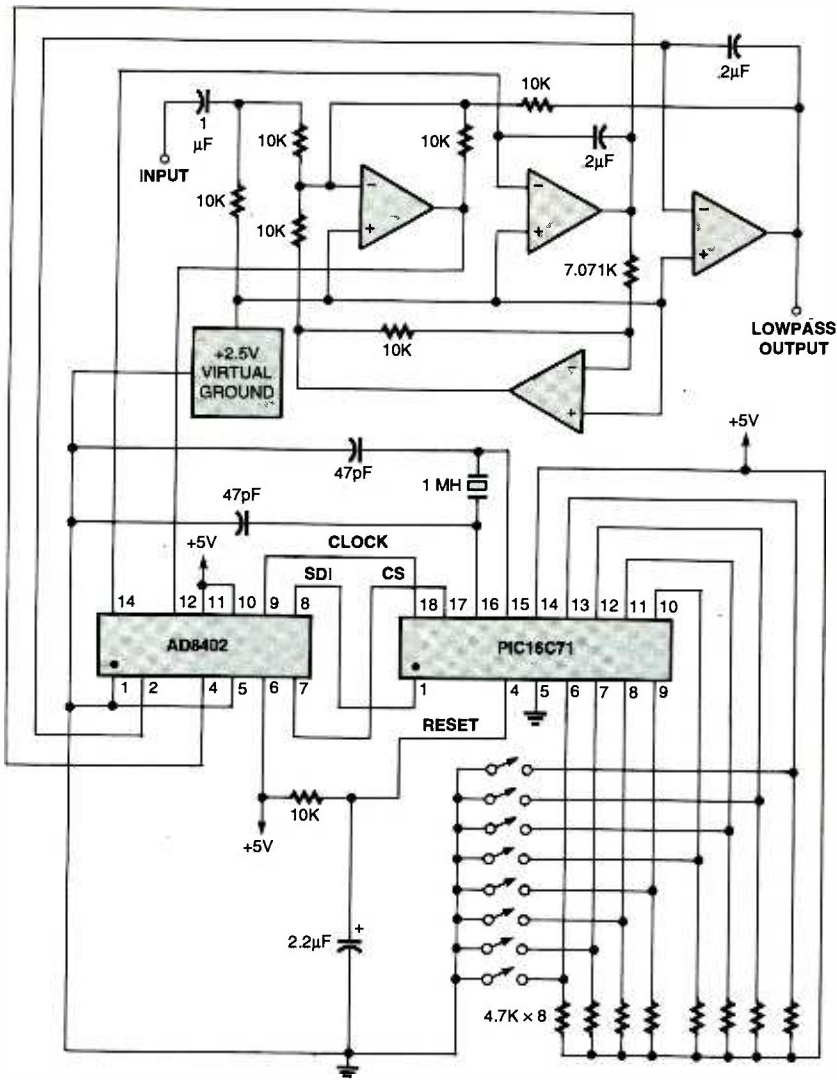 .2µF
10K
1
µF
INPUT
10K
10K
.2µF
10K
10K
7.071K
LOWPASS
OUTPUT
10K
+2.5V
VIRTUAL
GROUND
+5V
47pF
1 MH
47pF
+5V
CLOCK
SDI
CS
14
12
11
10
9
8
18
17
16
15
14
13
12
11
10
AD8402
PIC16C71
1
2
4
5
6
7
1
4
5
6
7
8
9
RESET
10K
+5V
2.2µF
+
4.7K × 8